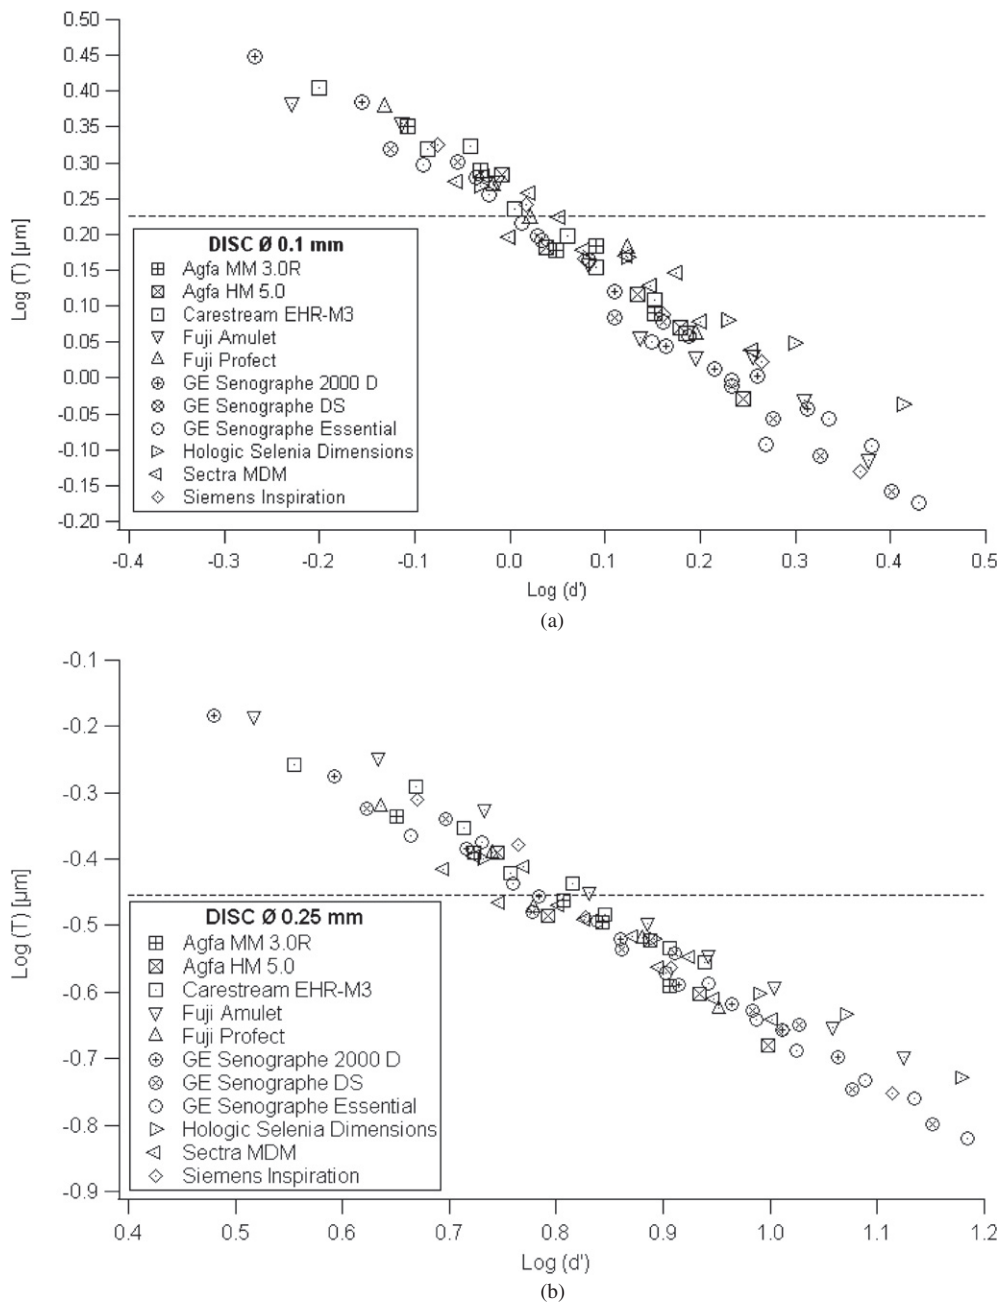 (a)
0.50
0.45
0.40
0.35
0.30
0.25
0.20
0.15
0.10
0.05
0.00
-0.05
-0.10
-0.15
-0.20
Log (T) [µm]
DISC Ø 0.1 mm
Agfa MM 3.0R
Agfa HM 5.0
Carestream EHR-M3
Fuji Amulet
Fuji Profect
GE Senographe 2000 D
GE Senographe DS
GE Senographe Essential
Hologic Selenia Dimensions
Sectra MDM
Siemens Inspiration
-0.4 -0.3 -0.2 -0.1 0.0 0.1 0.2 0.3 0.4 0.5
Log (d')
(a)
-0.1
-0.2
-0.3
-0.4
-0.5
-0.6
-0.7
-0.8
-0.9
Log (T) [µm]
DISC Ø 0.25 mm
Agfa MM 3.0R
Agfa HM 5.0
Carestream EHR-M3
Fuji Amulet
Fuji Profect
GE Senographe 2000 D
GE Senographe DS
GE Senographe Essential
Hologic Selenia Dimensions
Sectra MDM
Siemens Inspiration
0.4 0.5 0.6 0.7 0.8 0.9 1.0 1.1 1.2
Log (d')
(b)